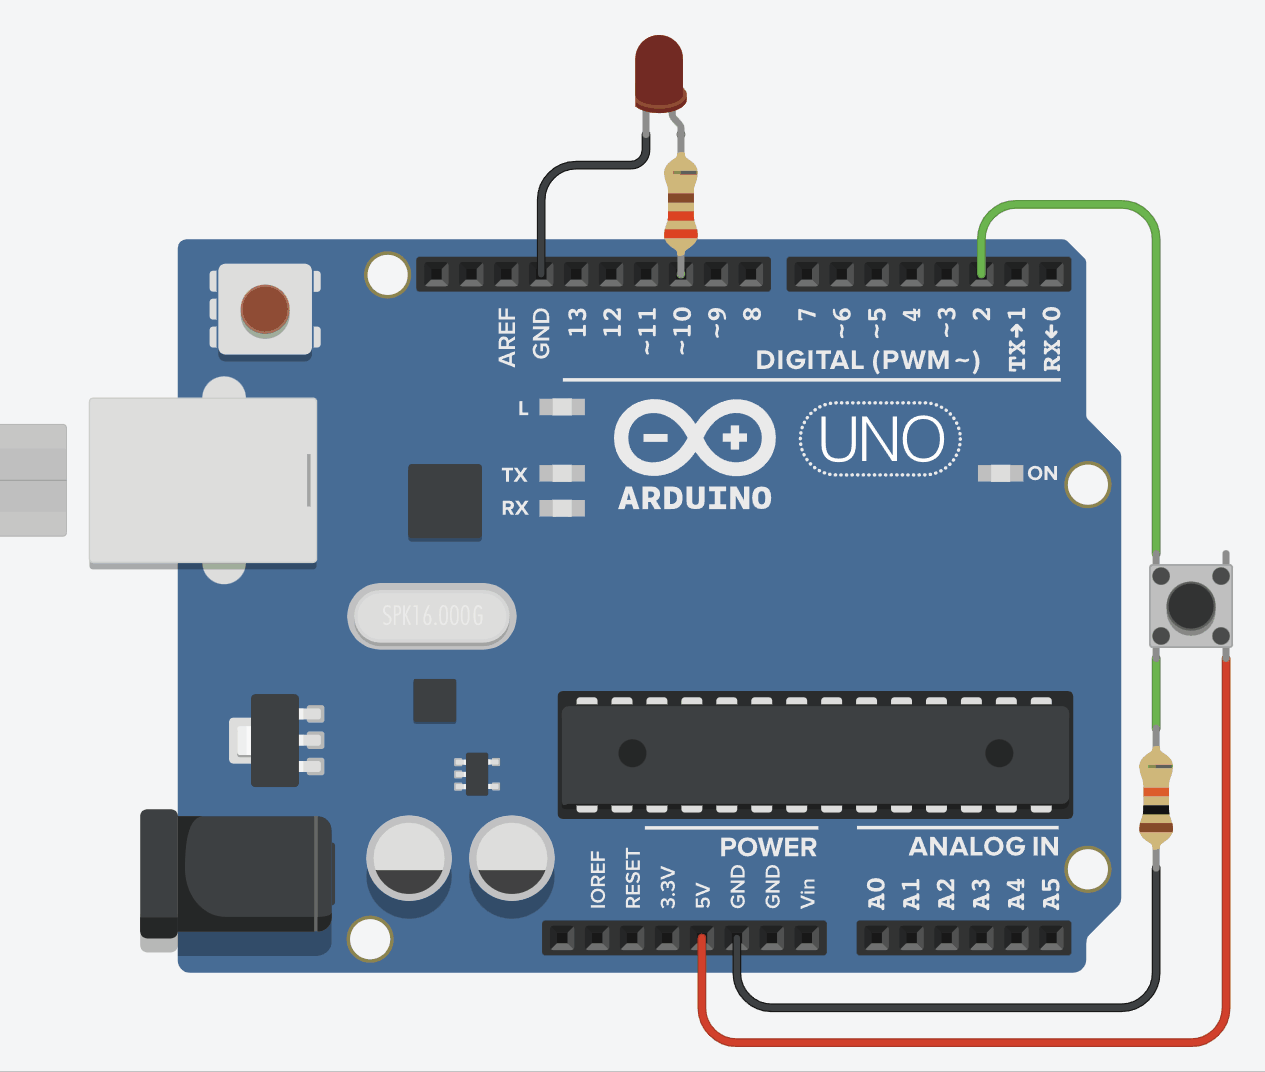 AREF
GND
13
12
~11
~10
~9
8
7
~6
~5
4
~3
2
TX→1
RX←0
DIGITAL (PWM~)
L
TX
RX
ARDUINO
UNO
ON
SPK16.000G
POWER
ANALOG IN
IOREF
RESET
3.3V
5V
GND
GND
Vin
A0
A1
A2
A3
A4
A5